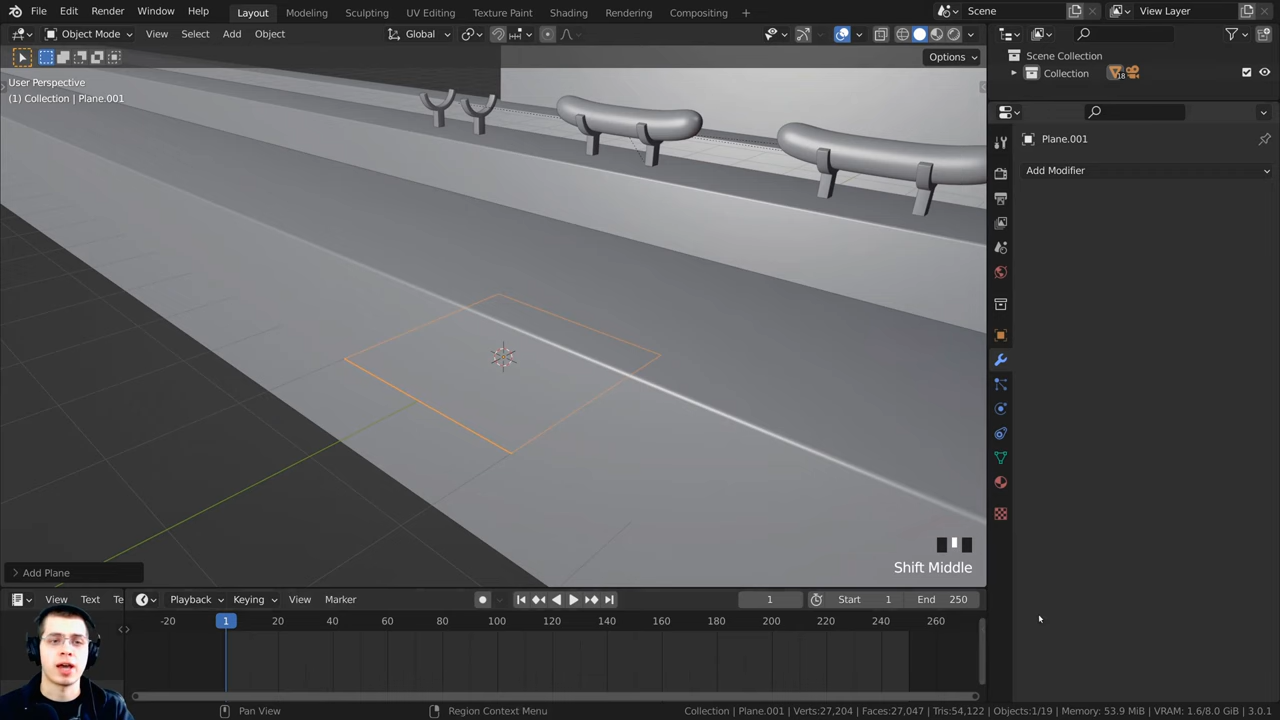 File Edit Render Window Help Layout Modeling Sculpting UV Editing Texture Paint Shading Rendering Compositing + Scene View Layer
Object Mode View Select Add Object Global
Options
User Perspective
(1) Collection | Plane.001
Scene Collection
Collection 18
Plane.001
Add Modifier
Shift Middle
Add Plane
View Text Te Playback Keying View Marker 1 Start 1 End 250
-20 1 20 40 60 80 100 120 140 160 180 200 220 240 260
Pan View Region Context Menu Collection | Plane.001 | Verts:27,204 | Faces:27,047 | Tris:54,122 | Objects:1/19 | Memory: 53.9 MiB | VRAM: 1.6/8.0 GiB | 3.0.1